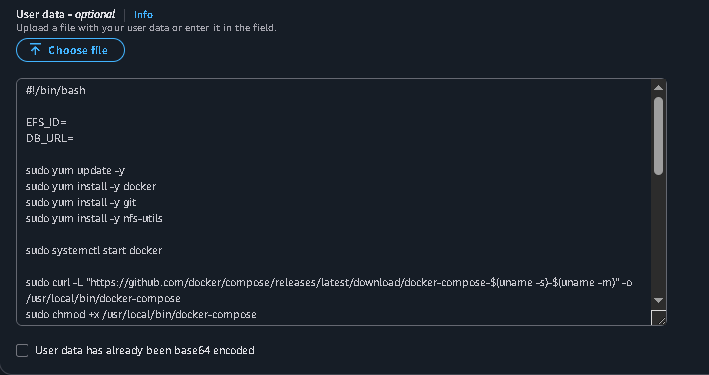 User data - optional | Info
Upload a file with your user data or enter it in the field.
Choose file
#!/bin/bash
EFS_ID=
DB_URL=
sudo yum update -y
sudo yum install -y docker
sudo yum install -y git
sudo yum install -y nfs-utils
sudo systemctl start docker
sudo curl -L "https://github.com/docker/compose/releases/latest/download/docker-compose-$(uname -s)-$(uname -m)" -o
/usr/local/bin/docker-compose
sudo chmod +x /usr/local/bin/docker-compose
User data has already been base64 encoded